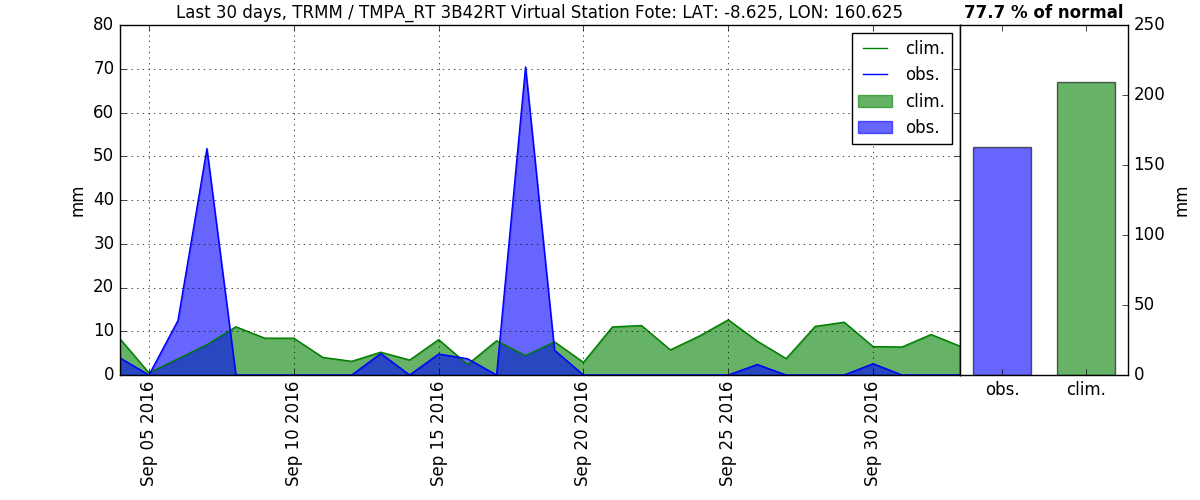 Last 30 days, TRMM / TMPA_RT 3B42RT Virtual Station Fote: LAT: -8.625, LON: 160.625
77.7 % of normal
80
70
60
50
40
30
20
10
0
mm
clim.
obs.
clim.
obs.
Sep 05 2016
Sep 10 2016
Sep 15 2016
Sep 20 2016
Sep 25 2016
Sep 30 2016
250
200
150
100
50
0
mm
obs.
clim.